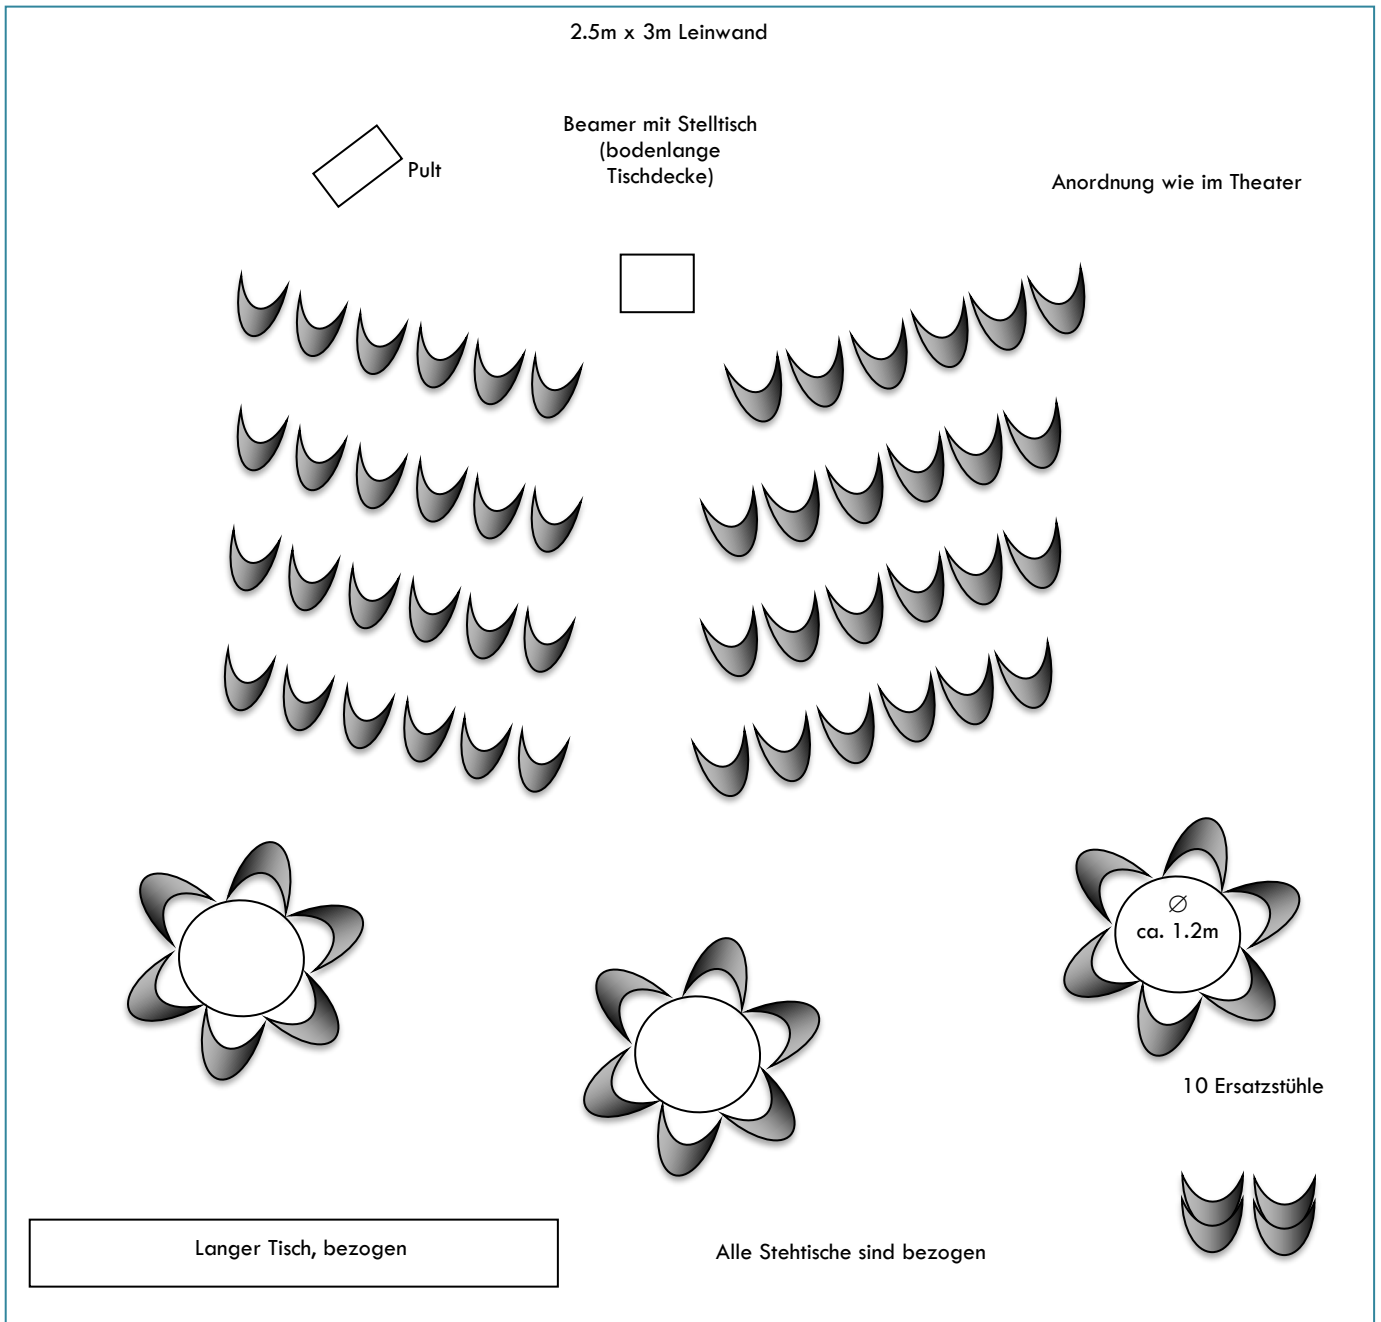 2.5m x 3m Leinwand
Beamer mit Stelltisch
(bodenlange
Tischdecke)
Pult
Anordnung wie im Theater
∅
ca. 1.2m
10 Ersatzstühle
Langer Tisch, bezogen
Alle Stehtische sind bezogen